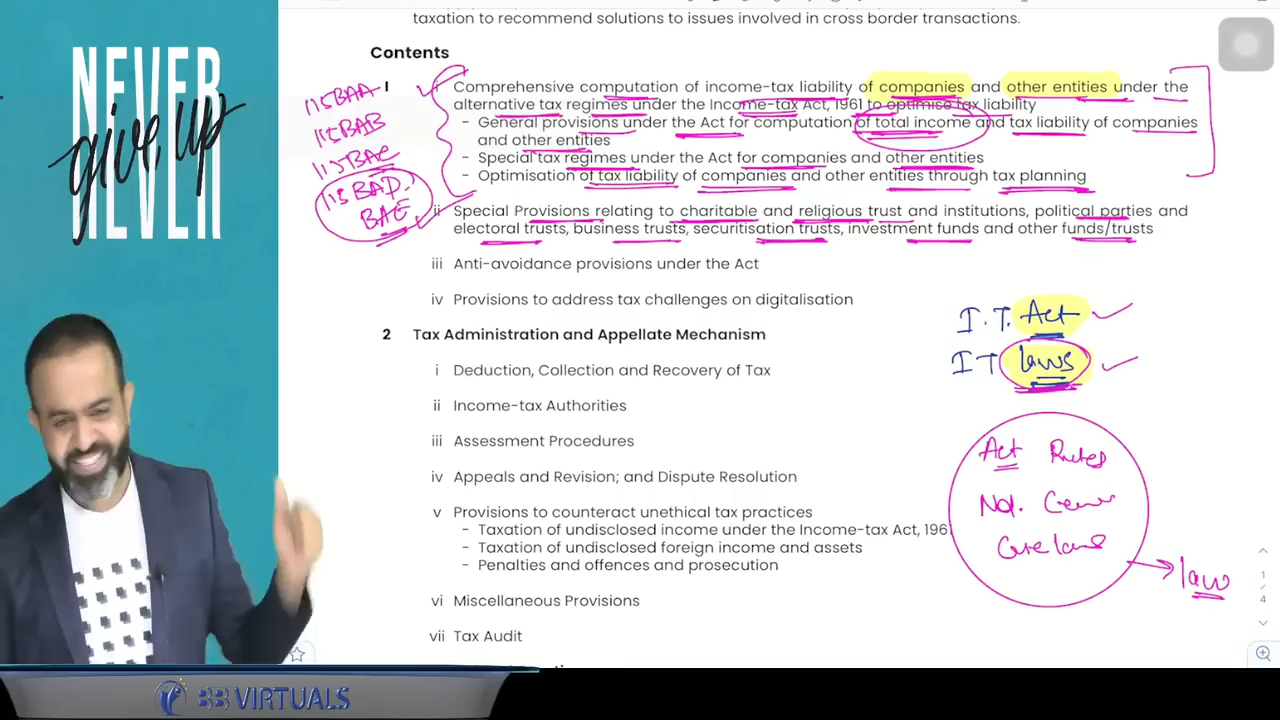 NEVER
give up
NEVER
taxation to recommend solutions to issues involved in cross border transactions.
Contents
1
i Comprehensive computation of income-tax liability of companies and other entities under the
alternative tax regimes under the Income-tax Act, 1961 to optimise tax liability
- General provisions under the Act for computation of total income and tax liability of companies
and other entities
- Special tax regimes under the Act for companies and other entities
- Optimisation of tax liability of companies and other entities through tax planning
ii Special Provisions relating to charitable and religious trust and institutions, political parties and
electoral trusts, business trusts, securitisation trusts, investment funds and other funds/trusts
iii Anti-avoidance provisions under the Act
iv Provisions to address tax challenges on digitalisation
2 Tax Administration and Appellate Mechanism
i Deduction, Collection and Recovery of Tax
ii Income-tax Authorities
iii Assessment Procedures
iv Appeals and Revision; and Dispute Resolution
v Provisions to counteract unethical tax practices
- Taxation of undisclosed income under the Income-tax Act, 196
- Taxation of undisclosed foreign income and assets
- Penalties and offences and prosecution
vi Miscellaneous Provisions
vii Tax Audit
115BAA
115BAB
115BAC
115BAD,
BAE
I.T. Act
IT laws
Act Rules
Not.
Case laws
law
1
/
4
BB VIRTUALS